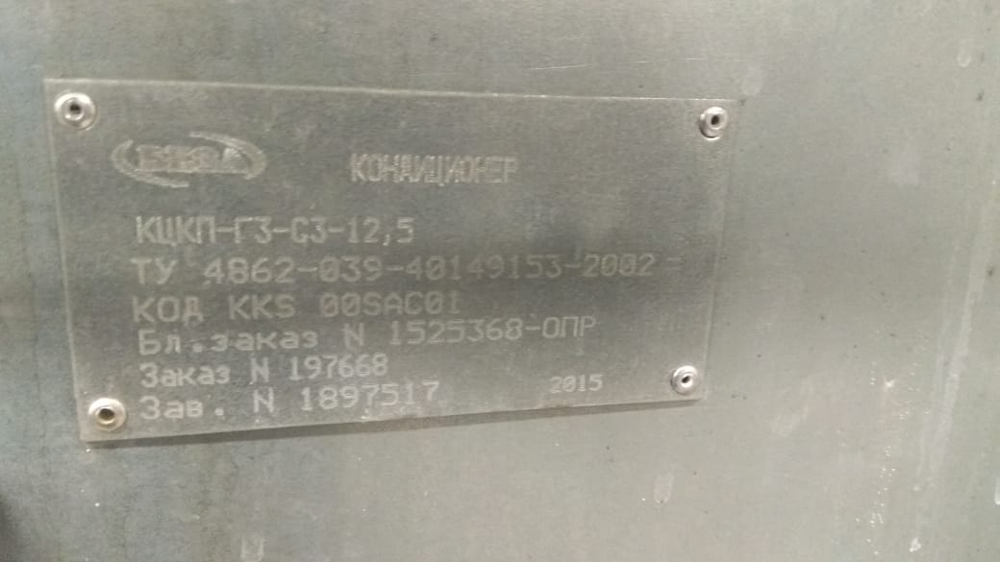 КОНДИЦИОНЕР
КЦКП-Г3-С3-12,5
ТУ 4862-039-40149153-2002
КОД KKS 00SAC01
Бл.заказ N 1525368-ОПР
Заказ N 197668
Зав. N 1897517
2015